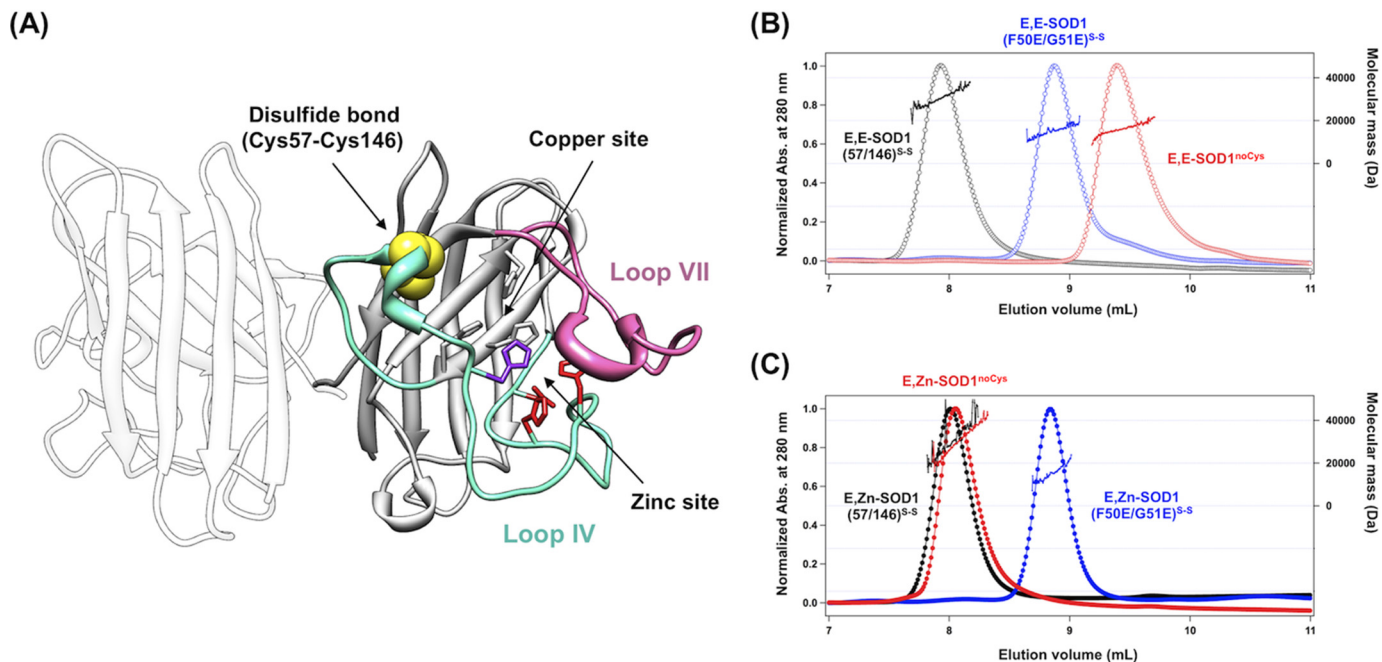 (A)
Disulfide bond
(Cys57-Cys146)
Copper site
Loop VII
Loop IV
Zinc site
(B)
E,E-SOD1
(F50E/G51E)S-S
E,E-SOD1
(57/146)S-S
E,E-SOD1noCys
Normalized Abs. at 280 nm
1.0
0.8
0.6
0.4
0.2
0.0
7
8
9
10
11
Elution volume (mL)
40000
20000
0
Molecular mass (Da)
(C)
E,Zn-SOD1noCys
E,Zn-SOD1
(57/146)S-S
E,Zn-SOD1
(F50E/G51E)S-S
Normalized Abs. at 280 nm
1.0
0.8
0.6
0.4
0.2
0.0
7
8
9
10
11
Elution volume (mL)
40000
20000
0
Molecular mass (Da)